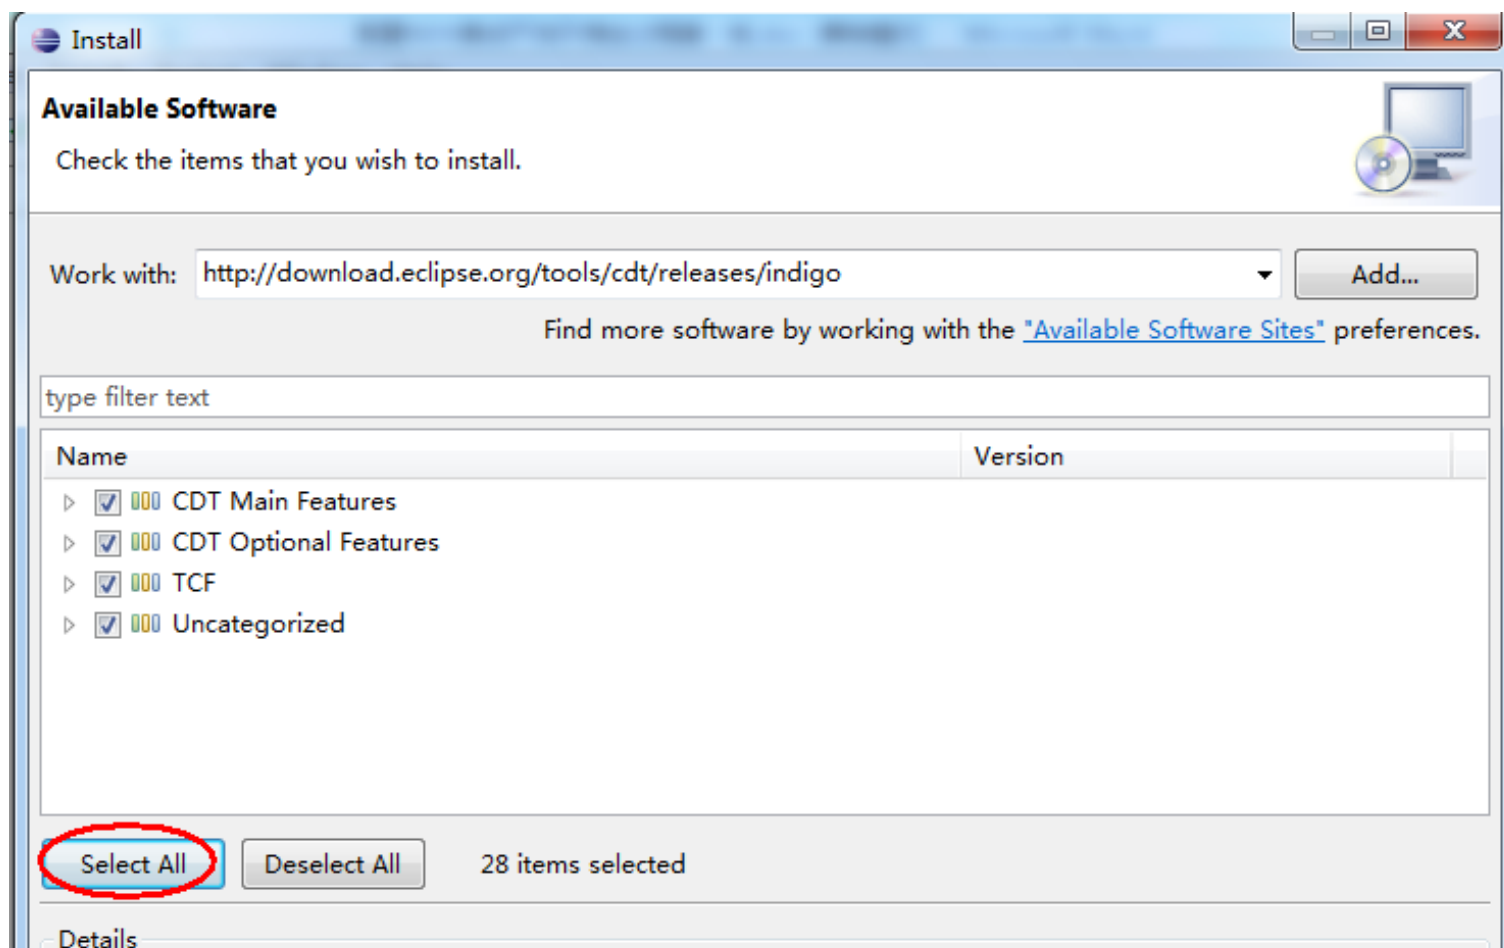 Install
Available Software
Check the items that you wish to install.
Work with: http://download.eclipse.org/tools/cdt/releases/indigo Add...
Find more software by working with the "Available Software Sites" preferences.
type filter text
Name Version
CDT Main Features
CDT Optional Features
TCF
Uncategorized
Select All Deselect All 28 items selected
Details